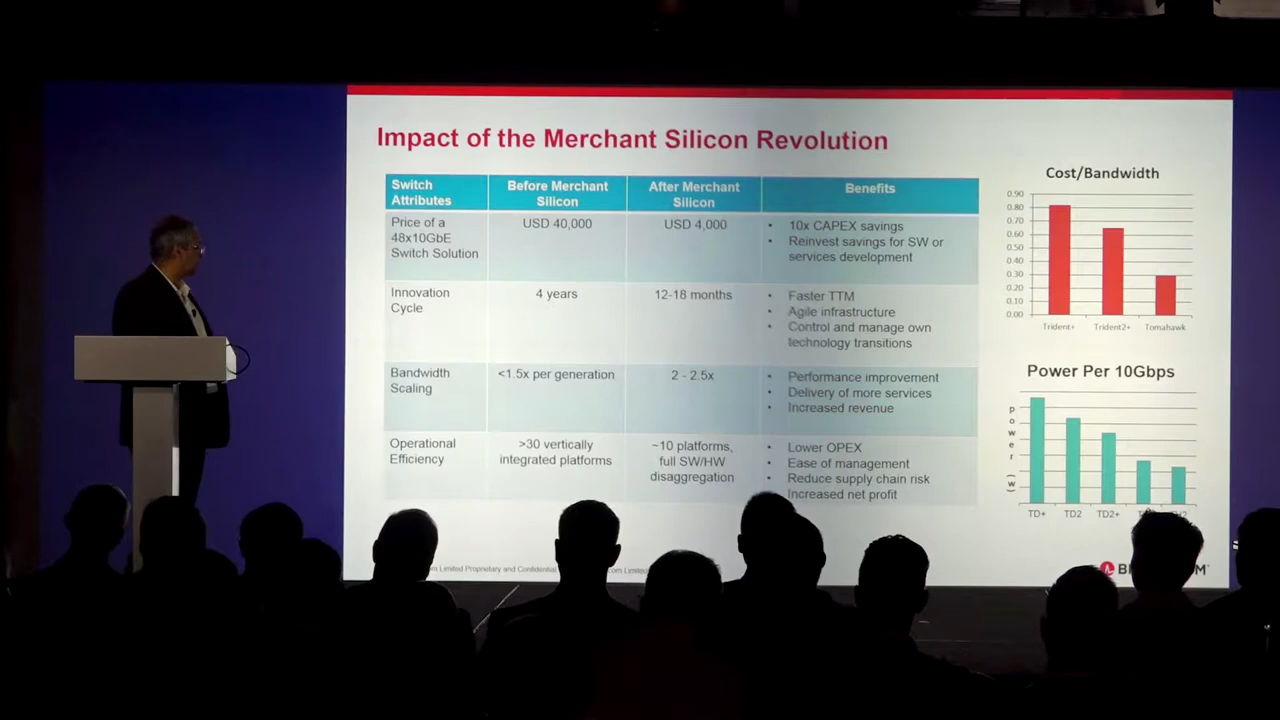 Impact of the Merchant Silicon Revolution
Switch
Attributes
Before Merchant
Silicon
After Merchant
Silicon
Benefits
Price of a
48x10GbE
Switch Solution
USD 40,000
USD 4,000
• 10x CAPEX savings
• Reinvest savings for SW or
services development
Innovation
Cycle
4 years
12-18 months
• Faster TTM
• Agile infrastructure
• Control and manage own
technology transitions
Bandwidth
Scaling
<1.5x per generation
2 - 2.5x
• Performance improvement
• Delivery of more services
• Increased revenue
Operational
Efficiency
>30 vertically
integrated platforms
~10 platforms,
full SW/HW
disaggregation
• Lower OPEX
• Ease of management
• Reduce supply chain risk
Increased net profit
Cost/Bandwidth
0.90
0.80
0.70
0.60
0.50
0.40
0.30
0.20
0.10
0.00
Trident+ Trident2+ Tomahawk
Power Per 10Gbps
Power (w)
TD+ TD2 TD2+
Limited Proprietary and Confidential